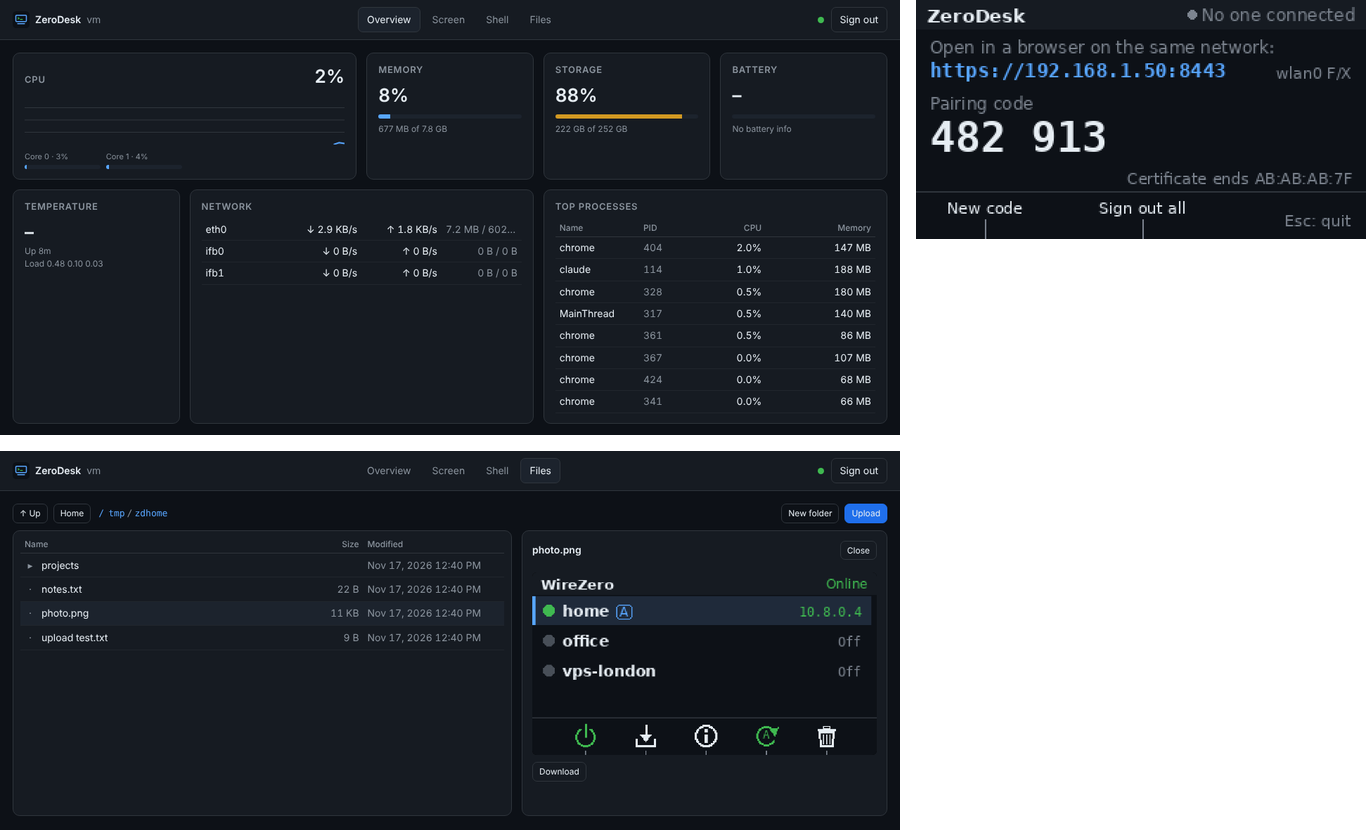 ZeroDesk vm Overview Screen Shell Files Sign out
CPU 2%
Core 0 · 3% Core 1 · 4%
MEMORY
8%
677 MB of 7.8 GB
STORAGE
88%
222 GB of 252 GB
BATTERY
–
No battery info
TEMPERATURE
–
Up 8m
Load 0.48 0.10 0.03
NETWORK
eth0 ↓ 2.9 KB/s ↑ 1.8 KB/s 7.2 MB / 602...
ifb0 ↓ 0 B/s ↑ 0 B/s 0 B / 0 B
ifb1 ↓ 0 B/s ↑ 0 B/s 0 B / 0 B
TOP PROCESSES
Name PID CPU Memory
chrome 404 2.0% 147 MB
claude 114 1.0% 188 MB
chrome 328 0.5% 180 MB
MainThread 317 0.5% 140 MB
chrome 361 0.5% 86 MB
chrome 367 0.0% 107 MB
chrome 424 0.0% 68 MB
chrome 341 0.0% 66 MB
ZeroDesk No one connected
Open in a browser on the same network:
https://192.168.1.50:8443 wlan0 F/X
Pairing code
482 913
Certificate ends AB:AB:AB:7F
New code Sign out all Esc: quit
ZeroDesk vm Overview Screen Shell Files Sign out
↑ Up Home / tmp / zdhome New folder Upload
Name Size Modified
projects Nov 17, 2026 12:40 PM
notes.txt 22 B Nov 17, 2026 12:40 PM
photo.png 11 KB Nov 17, 2026 12:40 PM
upload test.txt 9 B Nov 17, 2026 12:40 PM
photo.png Close
WireZero Online
home A 10.8.0.4
office Off
vps-london Off
A
Download